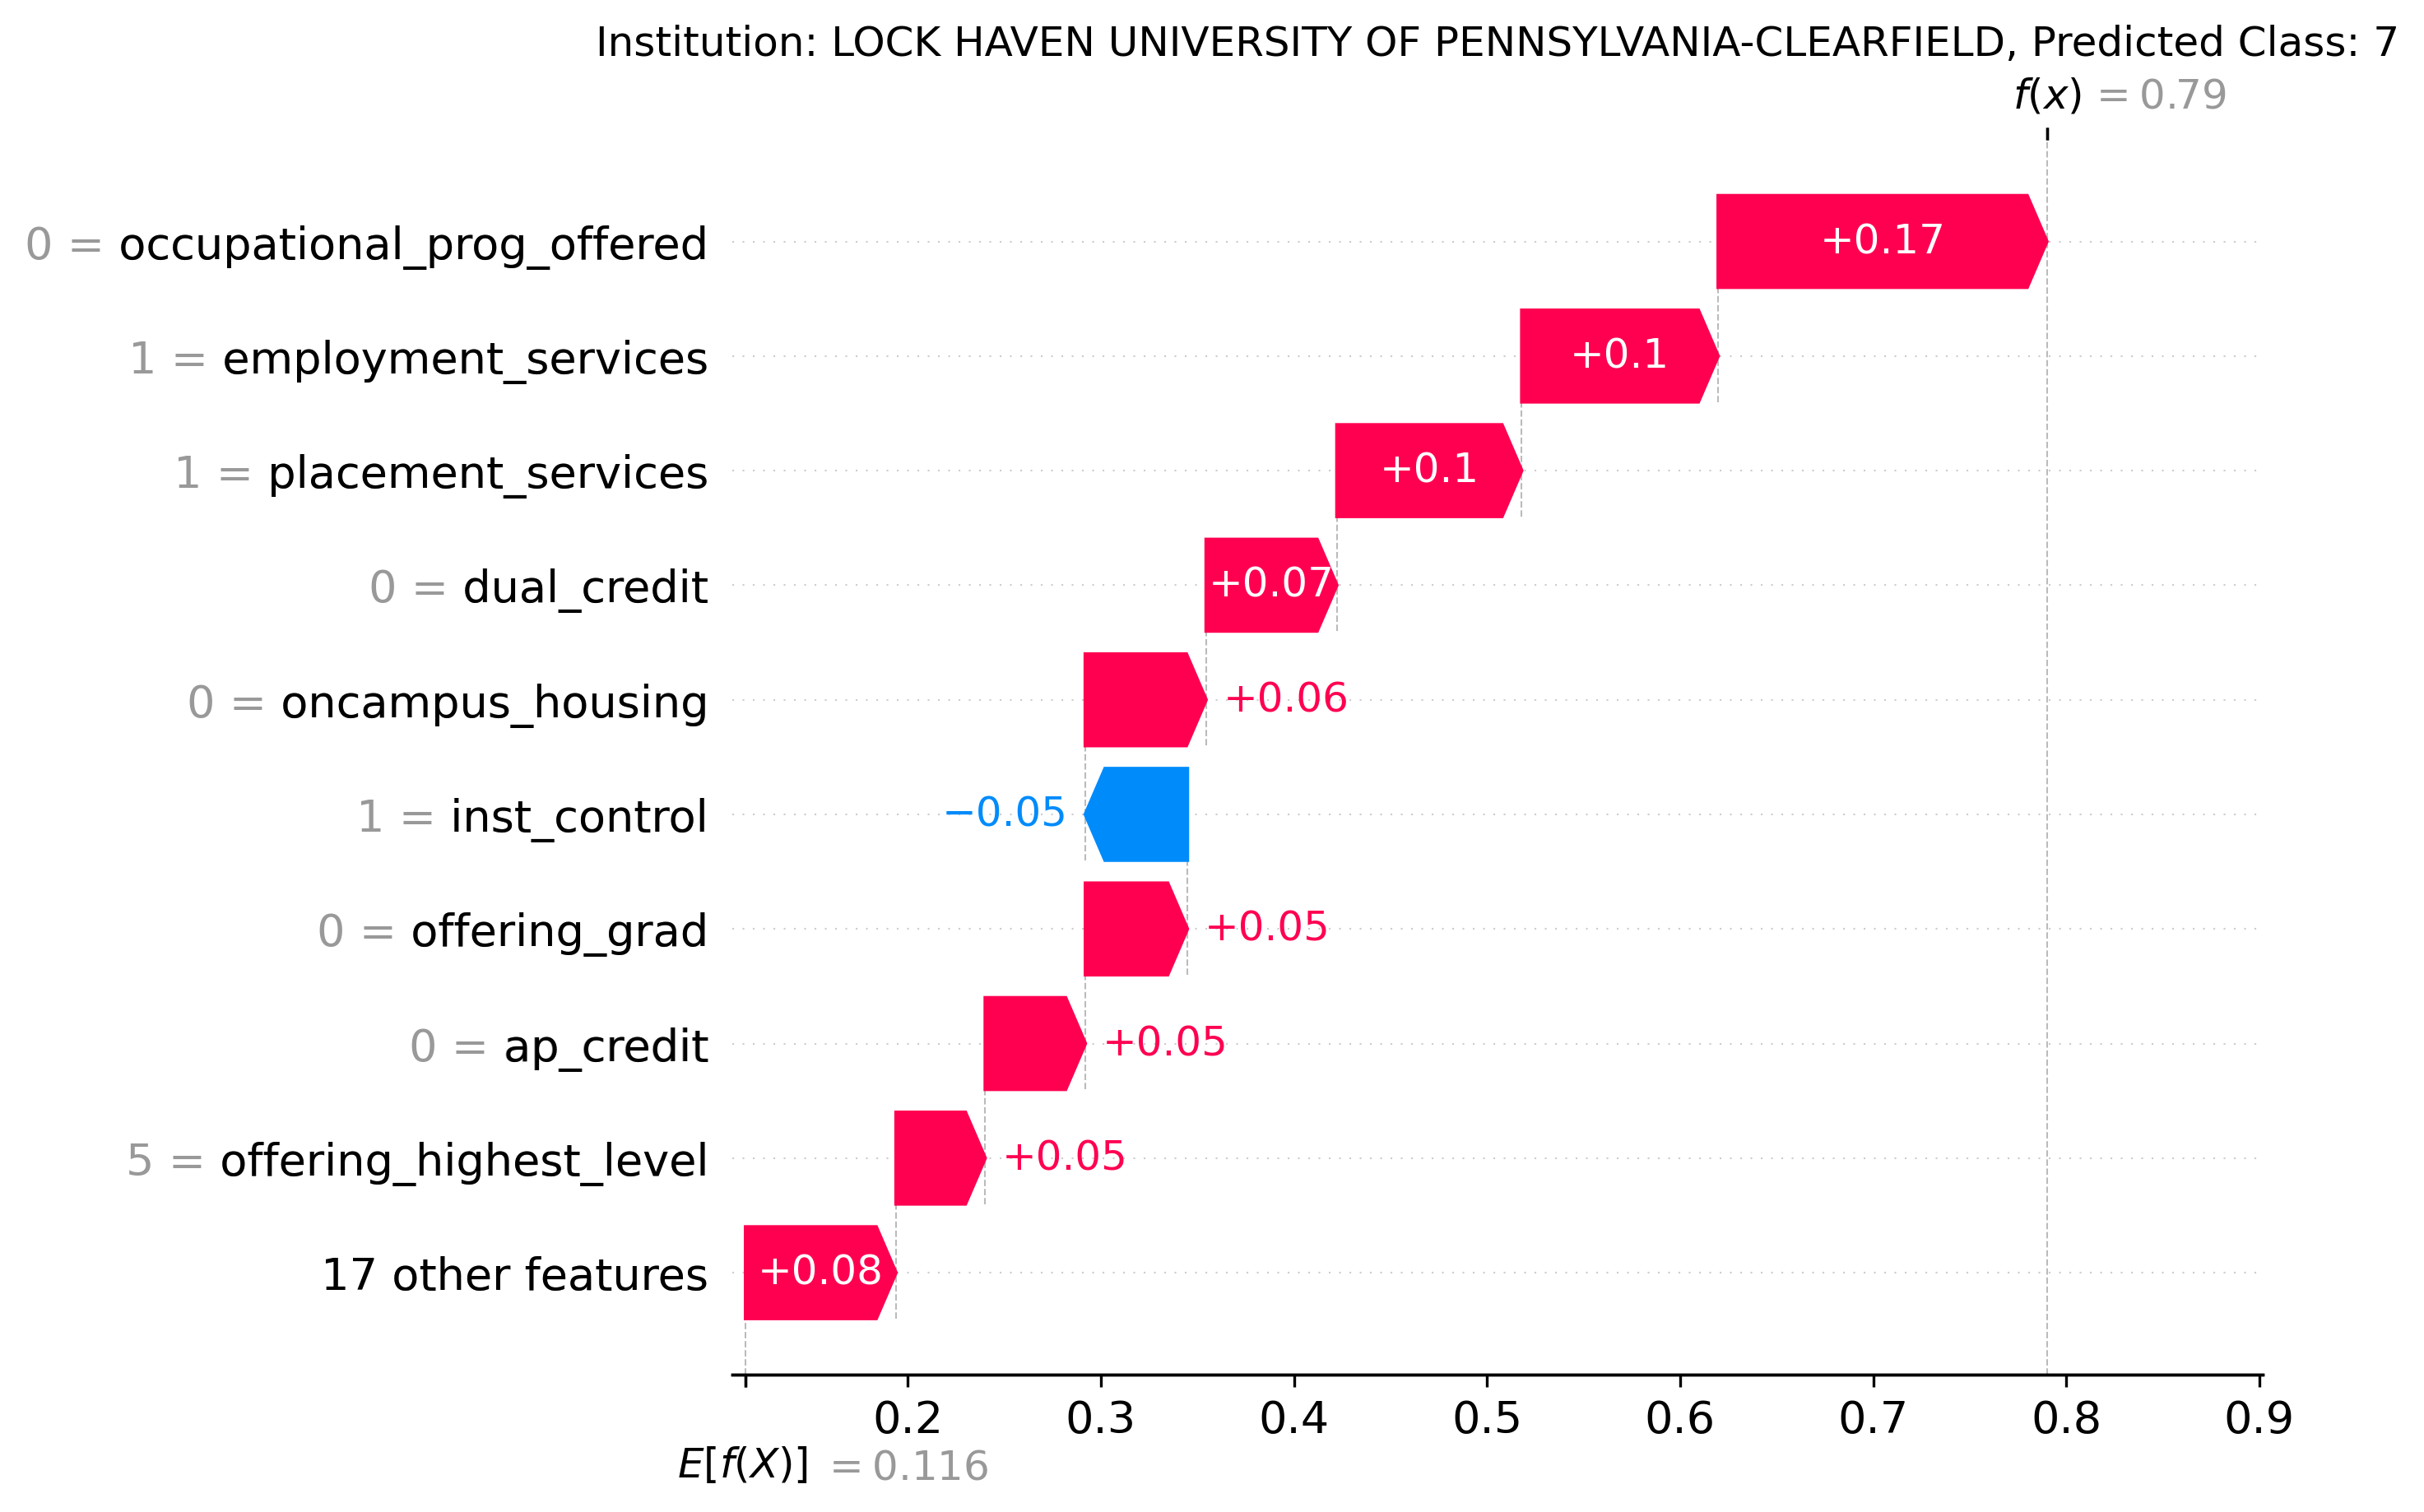 Institution: LOCK HAVEN UNIVERSITY OF PENNSYLVANIA-CLEARFIELD, Predicted Class: 7
f(x) = 0.79
0 = occupational_prog_offered +0.17
1 = employment_services +0.1
1 = placement_services +0.1
0 = dual_credit +0.07
0 = oncampus_housing +0.06
1 = inst_control −0.05
0 = offering_grad +0.05
0 = ap_credit +0.05
5 = offering_highest_level +0.05
17 other features +0.08
0.2 0.3 0.4 0.5 0.6 0.7 0.8 0.9
E[f(X)] = 0.116